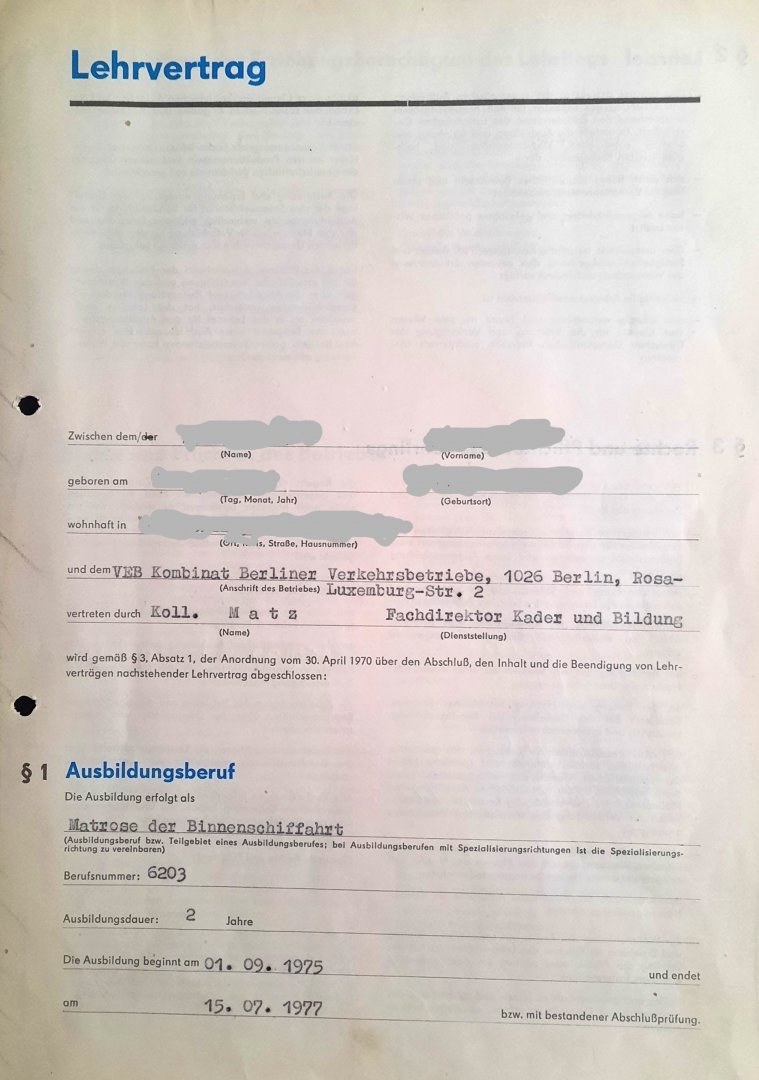 Lehrvertrag
Zwischen dem/der
(Name) (Vorname)
geboren am
(Tag, Monat, Jahr) (Geburtsort)
wohnhaft in
Straße, Hausnummer)
und dem VEB Kombinat Berliner Verkehrsbetriebe, 1026 Berlin, Rosa-
(Anschrift des Betriebes) Luxemburg-Str. 2
vertreten durch Koll. M a t z Fachdirektor Kader und Bildung
(Name) (Dienststellung)
wird gemäß § 3, Absatz 1, der Anordnung vom 30. April 1970 über den Abschluß, den Inhalt und die Beendigung von Lehr-
verträgen nachstehender Lehrvertrag abgeschlossen:
§ 1 Ausbildungsberuf
Die Ausbildung erfolgt als
Matrose der Binnenschiffahrt
(Ausbildungsberuf bzw. Teilgebiet eines Ausbildungsberufes; bei Ausbildungsberufen mit Spezialisierungsrichtungen ist die Spezialisierungs-
richtung zu vereinbaren)
Berufsnummer: 6203
Ausbildungsdauer: 2 Jahre
Die Ausbildung beginnt am 01. 09. 1975 und endet
am 15. 07. 1977 bzw. mit bestandener Abschlußprüfung.